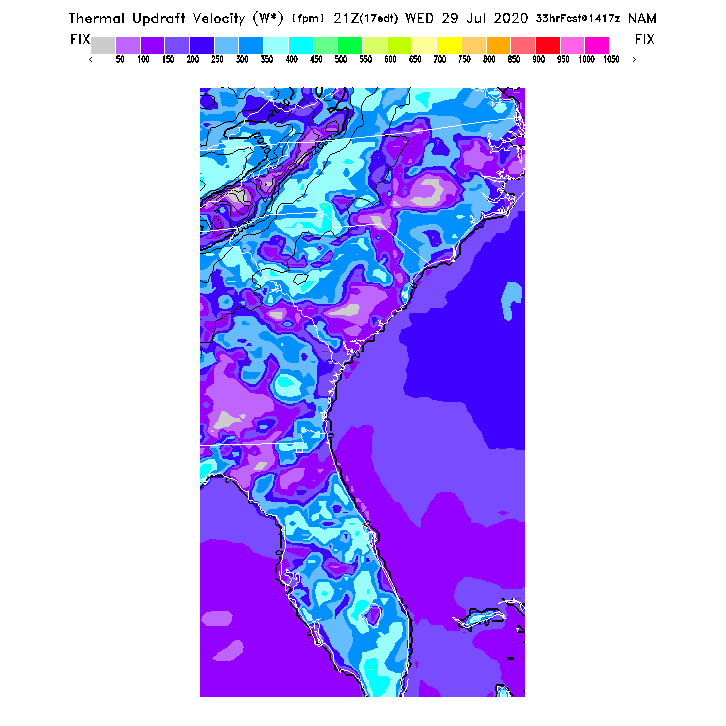 Thermal Updraft Velocity (W*) [fpm] 21Z(17edt) WED 29 Jul 2020 33hrFcst@1417z NAM
FIX FIX
< 50 100 150 200 250 300 350 400 450 500 550 600 650 700 750 800 850 900 950 1000 1050 >